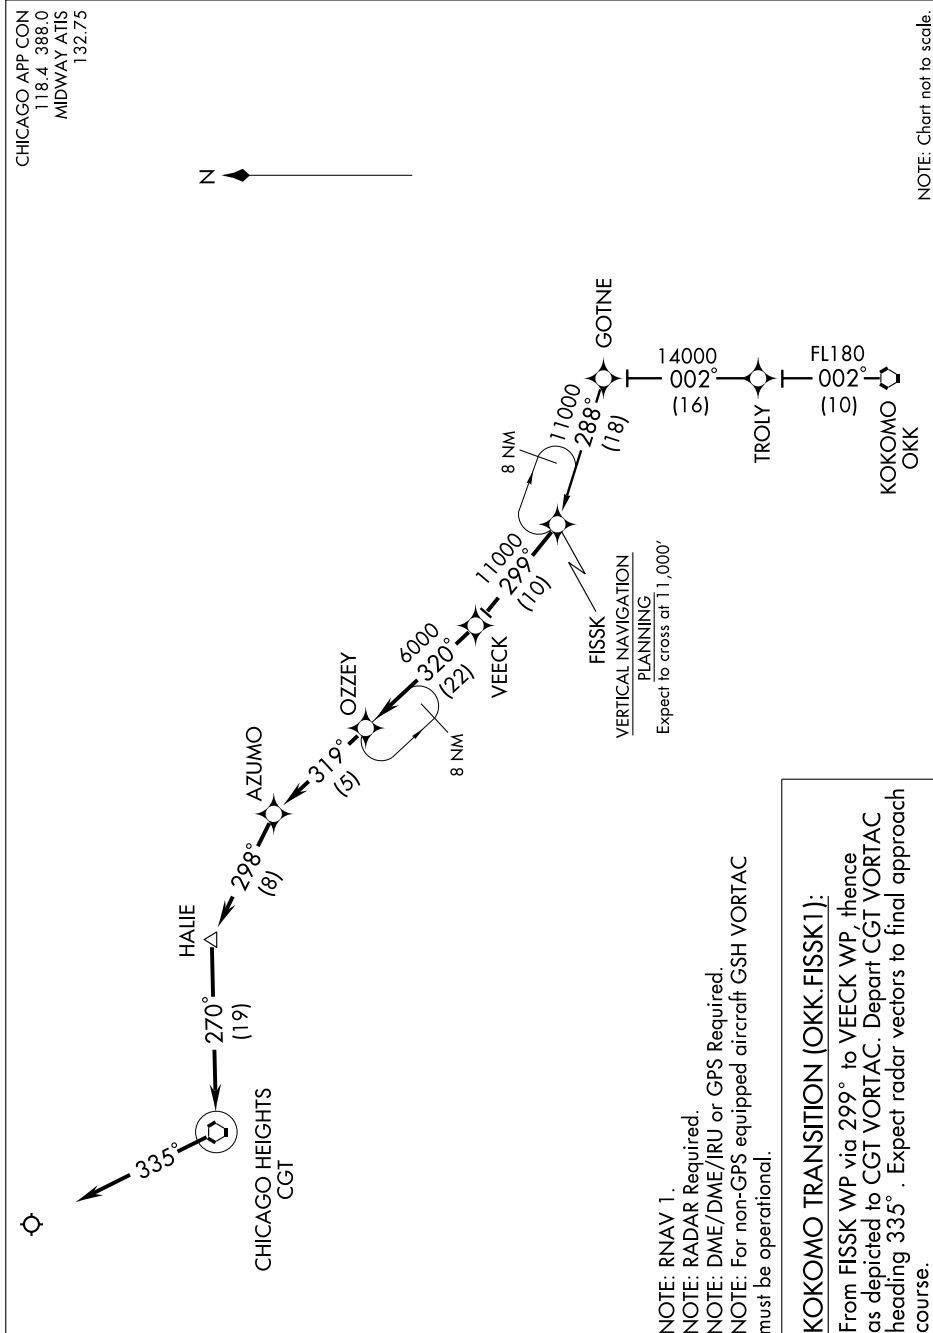 CHICAGO APP CON
118.4 388.0
MIDWAY ATIS
132.75
N
335°
CHICAGO HEIGHTS
CGT
270°
(19)
HALIE
298°
(8)
AZUMO
319°
(5)
OZZEY
8 NM
6000
320°
(22)
VEECK
11000
299°
(10)
FISSK
VERTICAL NAVIGATION
PLANNING
Expect to cross at 11,000'
8 NM
11000
288°
(18)
GOTNE
14000
002°
(16)
TROLY
FL180
002°
(10)
KOKOMO
OKK
NOTE: RNAV 1.
NOTE: RADAR Required.
NOTE: DME/DME/IRU or GPS Required.
NOTE: For non-GPS equipped aircraft GSH VORTAC
must be operational.
KOKOMO TRANSITION (OKK.FISSK1):
From FISSK WP via 299° to VEECK WP, thence
as depicted to CGT VORTAC. Depart CGT VORTAC
heading 335°. Expect radar vectors to final approach
course.
NOTE: Chart not to scale.